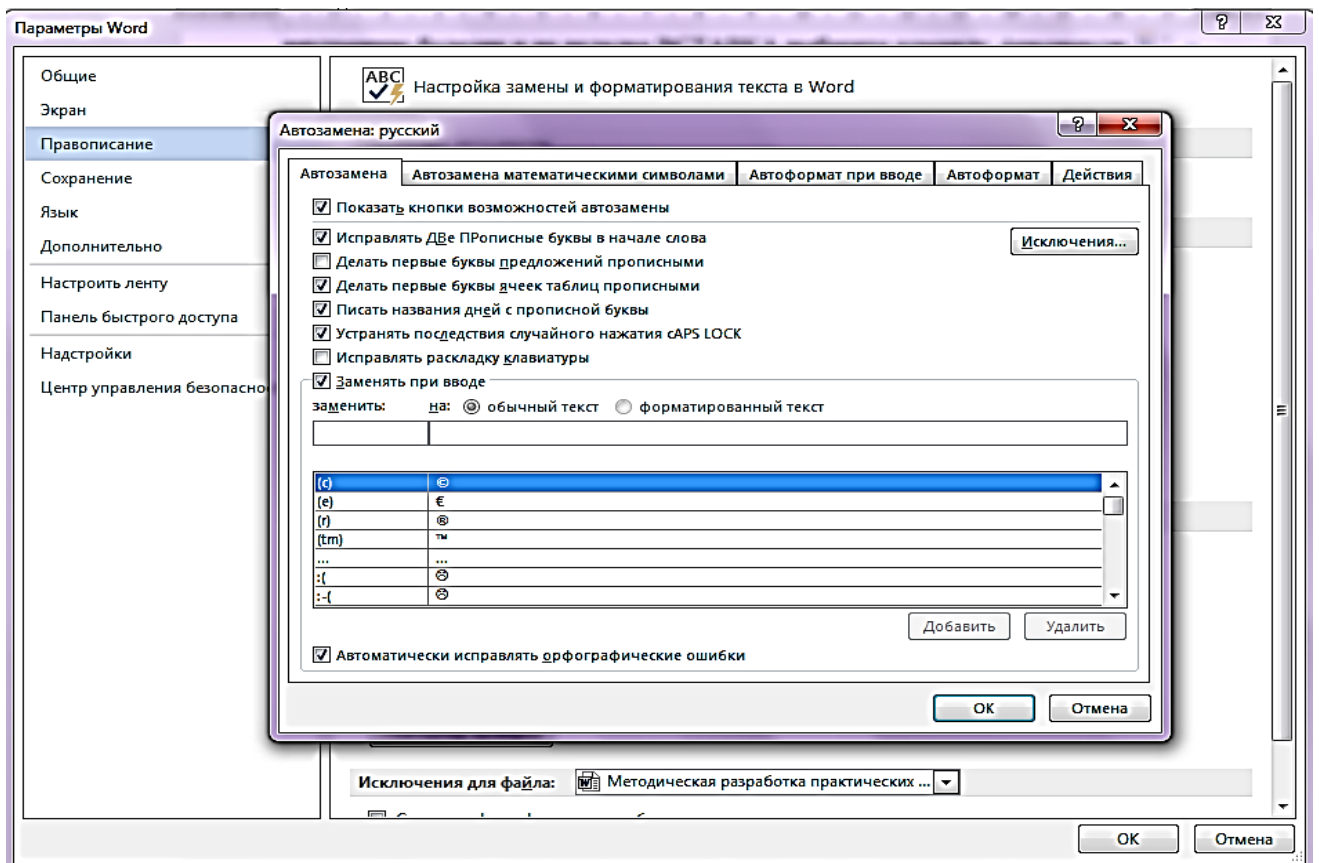 Параметры Word
Общие
Экран
Правописание
Сохранение
Язык
Дополнительно
Настроить ленту
Панель быстрого доступа
Надстройки
Центр управления безопасно
ABC Настройка замены и форматирования текста в Word
Автозамена: русский
Автозамена Автозамена математическими символами Автоформат при вводе Автоформат Действия
Показать кнопки возможностей автозамены
Исправлять ДВе ПРописные буквы в начале слова
Исключения...
Делать первые буквы предложений прописными
Делать первые буквы ячеек таблиц прописными
Писать названия дней с прописной буквы
Устранять последствия случайного нажатия cAPS LOCK
Исправлять раскладку клавиатуры
Заменять при вводе
заменить: на: обычный текст форматированный текст
(c) ©
(e) €
(r) ®
(tm) ™
... ...
:( ☹
:-( ☹
Добавить Удалить
Автоматически исправлять орфографические ошибки
ОК Отмена
Исключения для файла: Методическая разработка практических ...
ОК Отмена